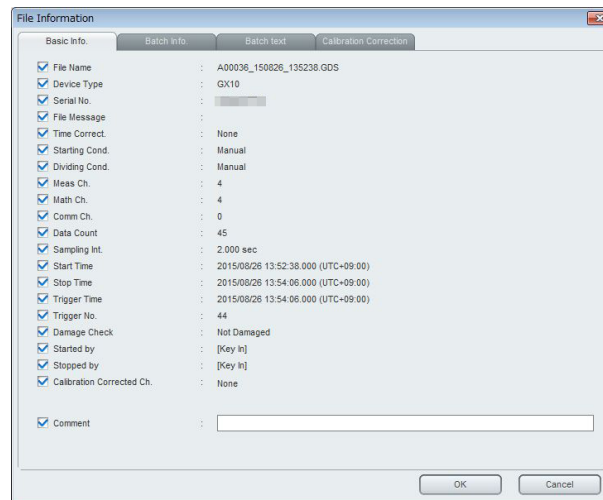 File Information
Basic Info. Batch Info. Batch text Calibration Correction
File Name : A00036_150826_135238.GDS
Device Type : GX10
Serial No. :
File Message :
Time Correct. : None
Starting Cond. : Manual
Dividing Cond. : Manual
Meas Ch. : 4
Math Ch. : 4
Comm Ch. : 0
Data Count : 45
Sampling Int. : 2.000 sec
Start Time : 2015/08/26 13:52:38.000 (UTC+09:00)
Stop Time : 2015/08/26 13:54:06.000 (UTC+09:00)
Trigger Time : 2015/08/26 13:54:06.000 (UTC+09:00)
Trigger No. : 44
Damage Check : Not Damaged
Started by : [Key In]
Stopped by : [Key In]
Calibration Corrected Ch. : None
Comment :
OK Cancel